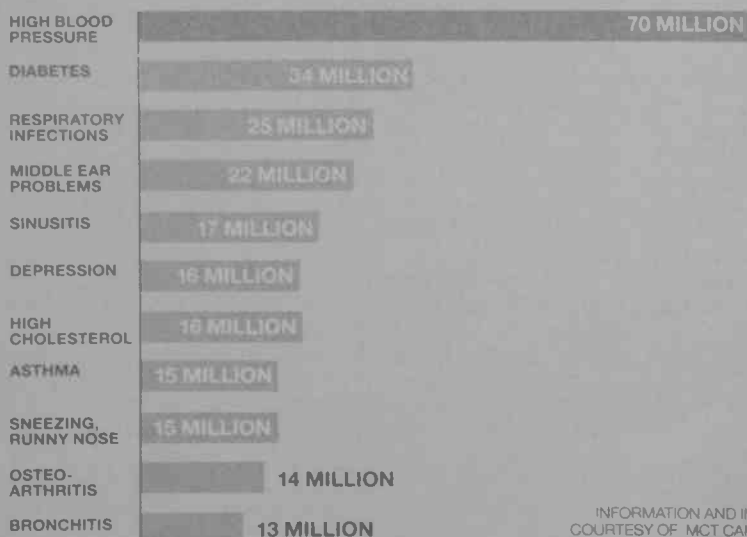 HIGH BLOOD
PRESSURE
70 MILLION
DIABETES
34 MILLION
RESPIRATORY
INFECTIONS
25 MILLION
MIDDLE EAR
PROBLEMS
22 MILLION
SINUSITIS
17 MILLION
DEPRESSION
16 MILLION
HIGH
CHOLESTEROL
16 MILLION
ASTHMA
15 MILLION
SNEEZING,
RUNNY NOSE
15 MILLION
OSTEO-
ARTHRITIS
14 MILLION
BRONCHITIS
13 MILLION
INFORMATION AND
COURTESY OF MCT